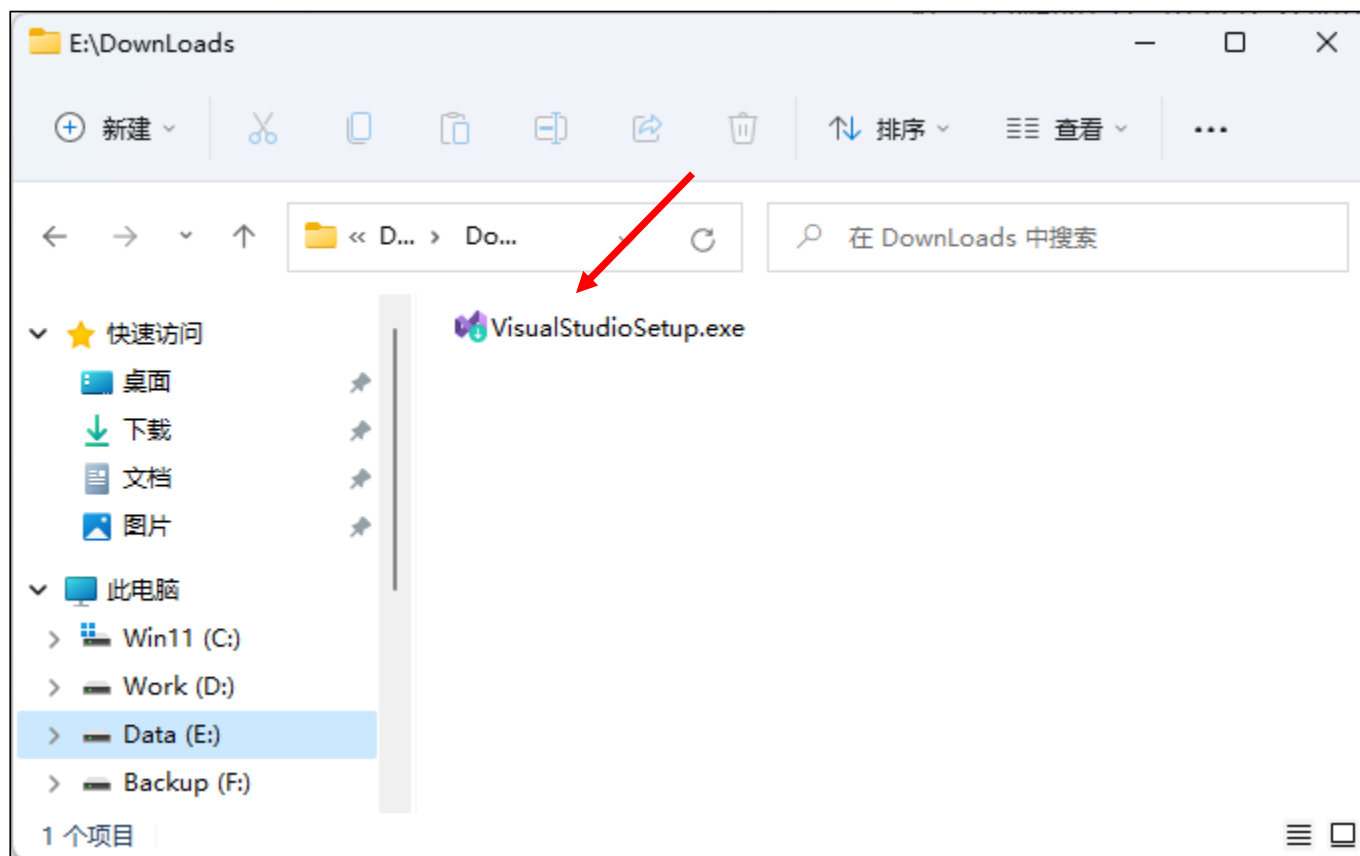 E:\DownLoads
新建 排序 查看
« D... › Do... 在 DownLoads 中搜索
快速访问
VisualStudioSetup.exe
桌面
下载
文档
图片
此电脑
Win11 (C:)
Work (D:)
Data (E:)
Backup (F:)
1 个项目